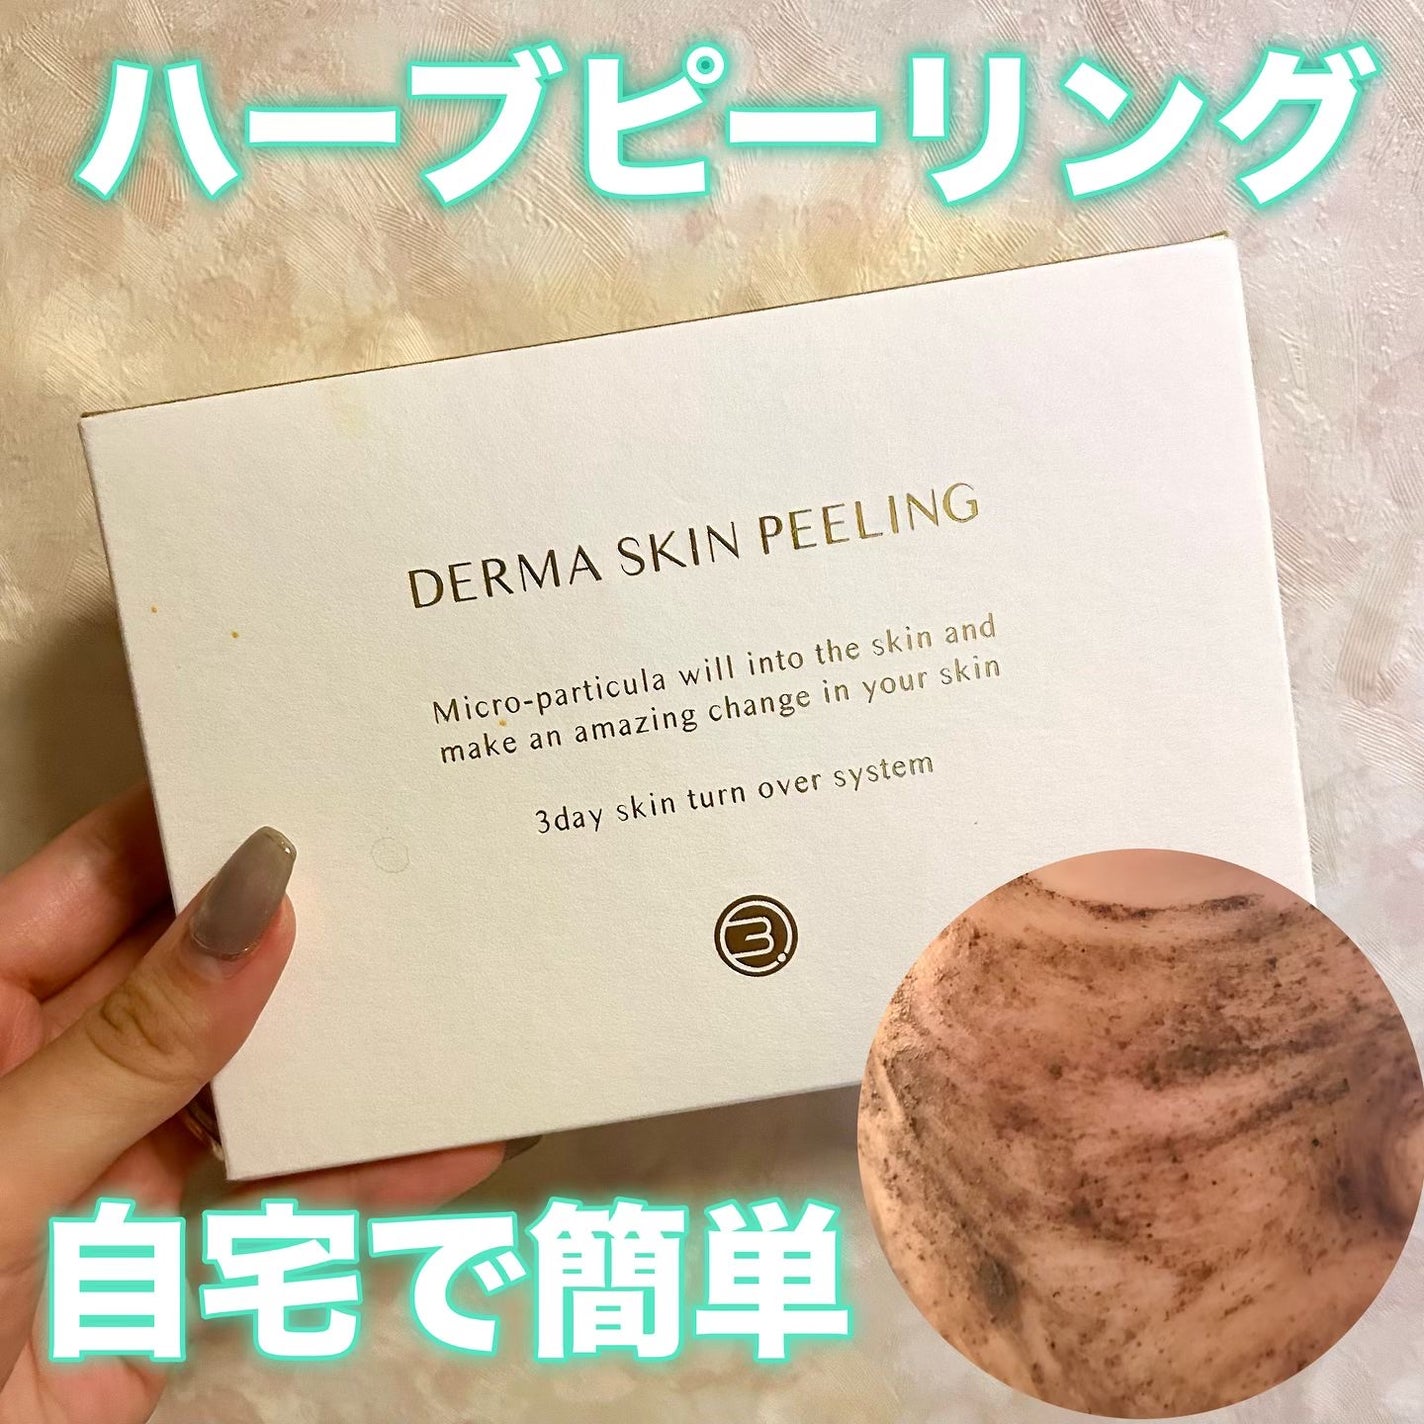 ハーブピーリング
DERMA SKIN PEELING
Micro-particula will into the skin and
make an amazing change in your skin
3day skin turn over system
3
自宅で簡単